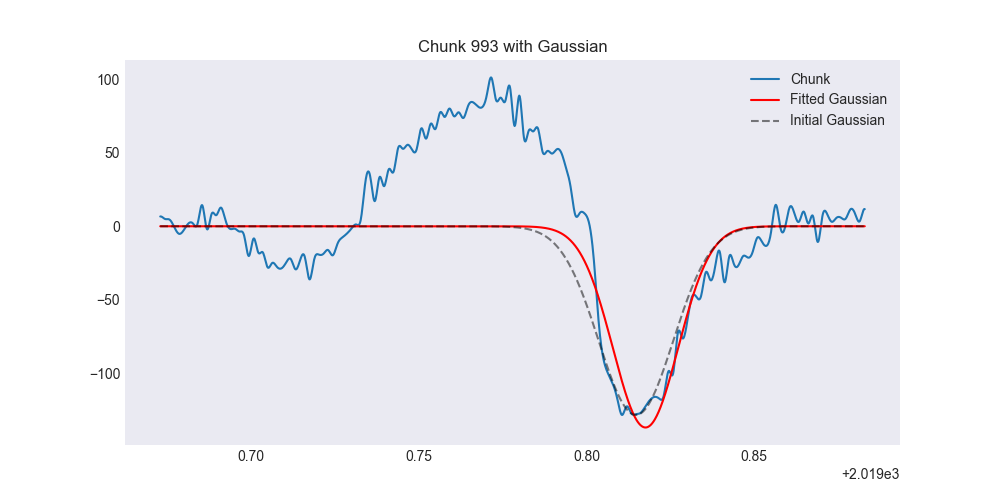 Chunk 993 with Gaussian
Chunk
Fitted Gaussian
Initial Gaussian
100
50
0
−50
−100
0.70 0.75 0.80 0.85
+2.019e3